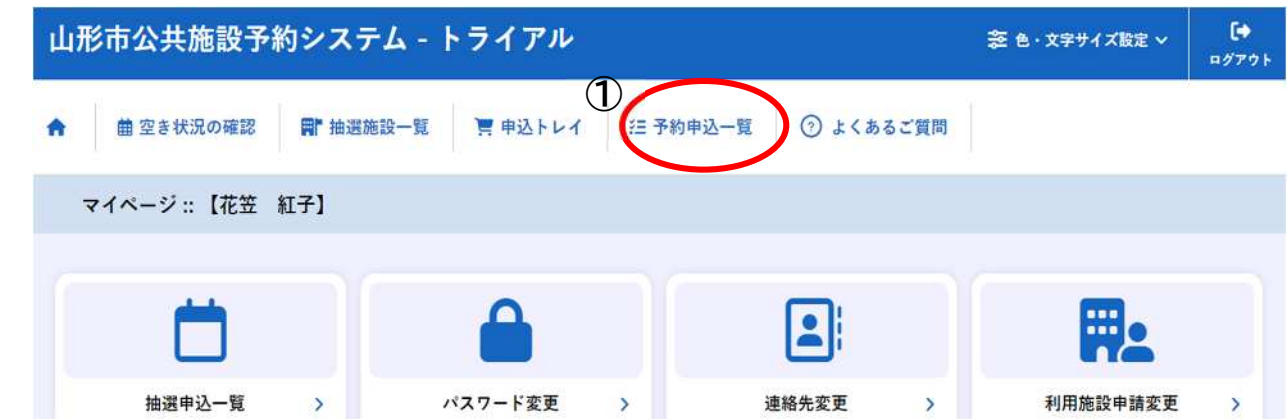 山形市公共施設予約システム - トライアル
色・文字サイズ設定
ログアウト
①
空き状況の確認
抽選施設一覧
申込トレイ
予約申込一覧
? よくあるご質問
マイページ :: 【花笠　紅子】
抽選申込一覧
パスワード変更
連絡先変更
利用施設申請変更